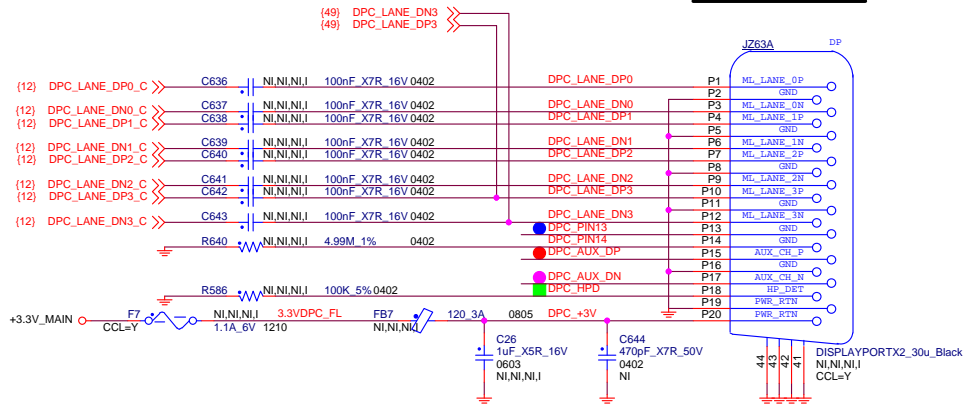 {49} DPC_LANE_DN3
{49} DPC_LANE_DP3
JZ63A
DP
{12} DPC_LANE_DP0_C C636 NI,NI,NI,I 100nF_X7R_16V 0402 DPC_LANE_DP0 P1 ML_LANE_0P
P2 GND
{12} DPC_LANE_DN0_C C637 NI,NI,NI,I 100nF_X7R_16V 0402 DPC_LANE_DN0 P3 ML_LANE_0N
{12} DPC_LANE_DP1_C C638 NI,NI,NI,I 100nF_X7R_16V 0402 DPC_LANE_DP1 P4 ML_LANE_1P
P5 GND
{12} DPC_LANE_DN1_C C639 NI,NI,NI,I 100nF_X7R_16V 0402 DPC_LANE_DN1 P6 ML_LANE_1N
{12} DPC_LANE_DP2_C C640 NI,NI,NI,I 100nF_X7R_16V 0402 DPC_LANE_DP2 P7 ML_LANE_2P
P8 GND
{12} DPC_LANE_DN2_C C641 NI,NI,NI,I 100nF_X7R_16V 0402 DPC_LANE_DN2 P9 ML_LANE_2N
{12} DPC_LANE_DP3_C C642 NI,NI,NI,I 100nF_X7R_16V 0402 DPC_LANE_DP3 P10 ML_LANE_3P
P11 GND
{12} DPC_LANE_DN3_C C643 NI,NI,NI,I 100nF_X7R_16V 0402 DPC_LANE_DN3 P12 ML_LANE_3N
DPC_PIN13 P13 GND
R640 NI,NI,NI,I 4.99M_1% 0402 DPC_PIN14 P14 GND
DPC_AUX_DP P15 AUX_CH_P
P16 GND
DPC_AUX_DN P17 AUX_CH_N
R586 NI,NI,NI,I 100K_5% 0402 DPC_HPD P18 HP_DET
P19 PWR_RTN
+3.3V_MAIN F7 NI,NI,NI,I 3.3VDPC_FL FB7 120_3A 0805 DPC_+3V P20 PWR_RTN
CCL=Y 1.1A_6V 1210 NI,NI,NI,I
C26
1uF_X5R_16V
0603
NI,NI,NI,I
C644
470pF_X7R_50V
0402
NI
44 43 42 41
DISPLAYPORTX2_30u_Black
NI,NI,NI,I
CCL=Y